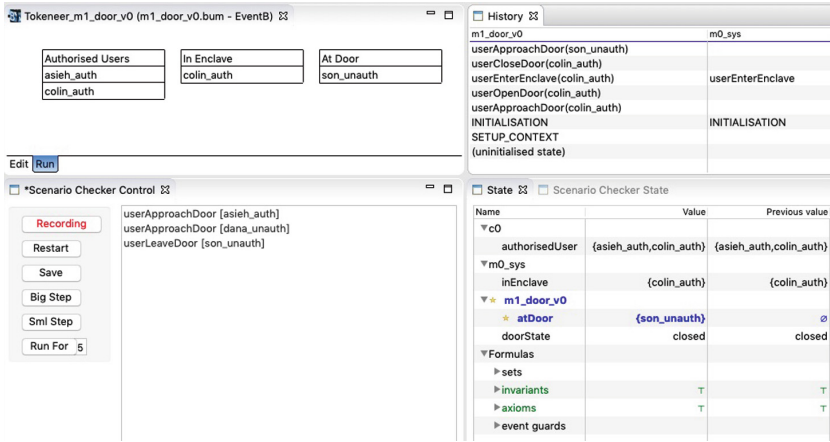 Tokeneer_m1_door_v0 (m1_door_v0.bum - EventB)
Authorised Users
asieh_auth
colin_auth
In Enclave
colin_auth
At Door
son_unauth
Edit Run
History
m1_door_v0 m0_sys
userApproachDoor(son_unauth)
userCloseDoor(colin_auth)
userEnterEnclave(colin_auth) userEnterEnclave
userOpenDoor(colin_auth)
userApproachDoor(colin_auth)
INITIALISATION INITIALISATION
SETUP_CONTEXT
(uninitialised state)
*Scenario Checker Control
Recording
Restart
Save
Big Step
Sml Step
Run For 5
userApproachDoor [asieh_auth]
userApproachDoor [dana_unauth]
userLeaveDoor [son_unauth]
State Scenario Checker State
Name Value Previous value
c0
authorisedUser {asieh_auth,colin_auth} {asieh_auth,colin_auth}
m0_sys
inEnclave {colin_auth} {colin_auth}
m1_door_v0
atDoor {son_unauth} ∅
doorState closed closed
Formulas
sets
invariants ⊤ ⊤
axioms ⊤ ⊤
event guards